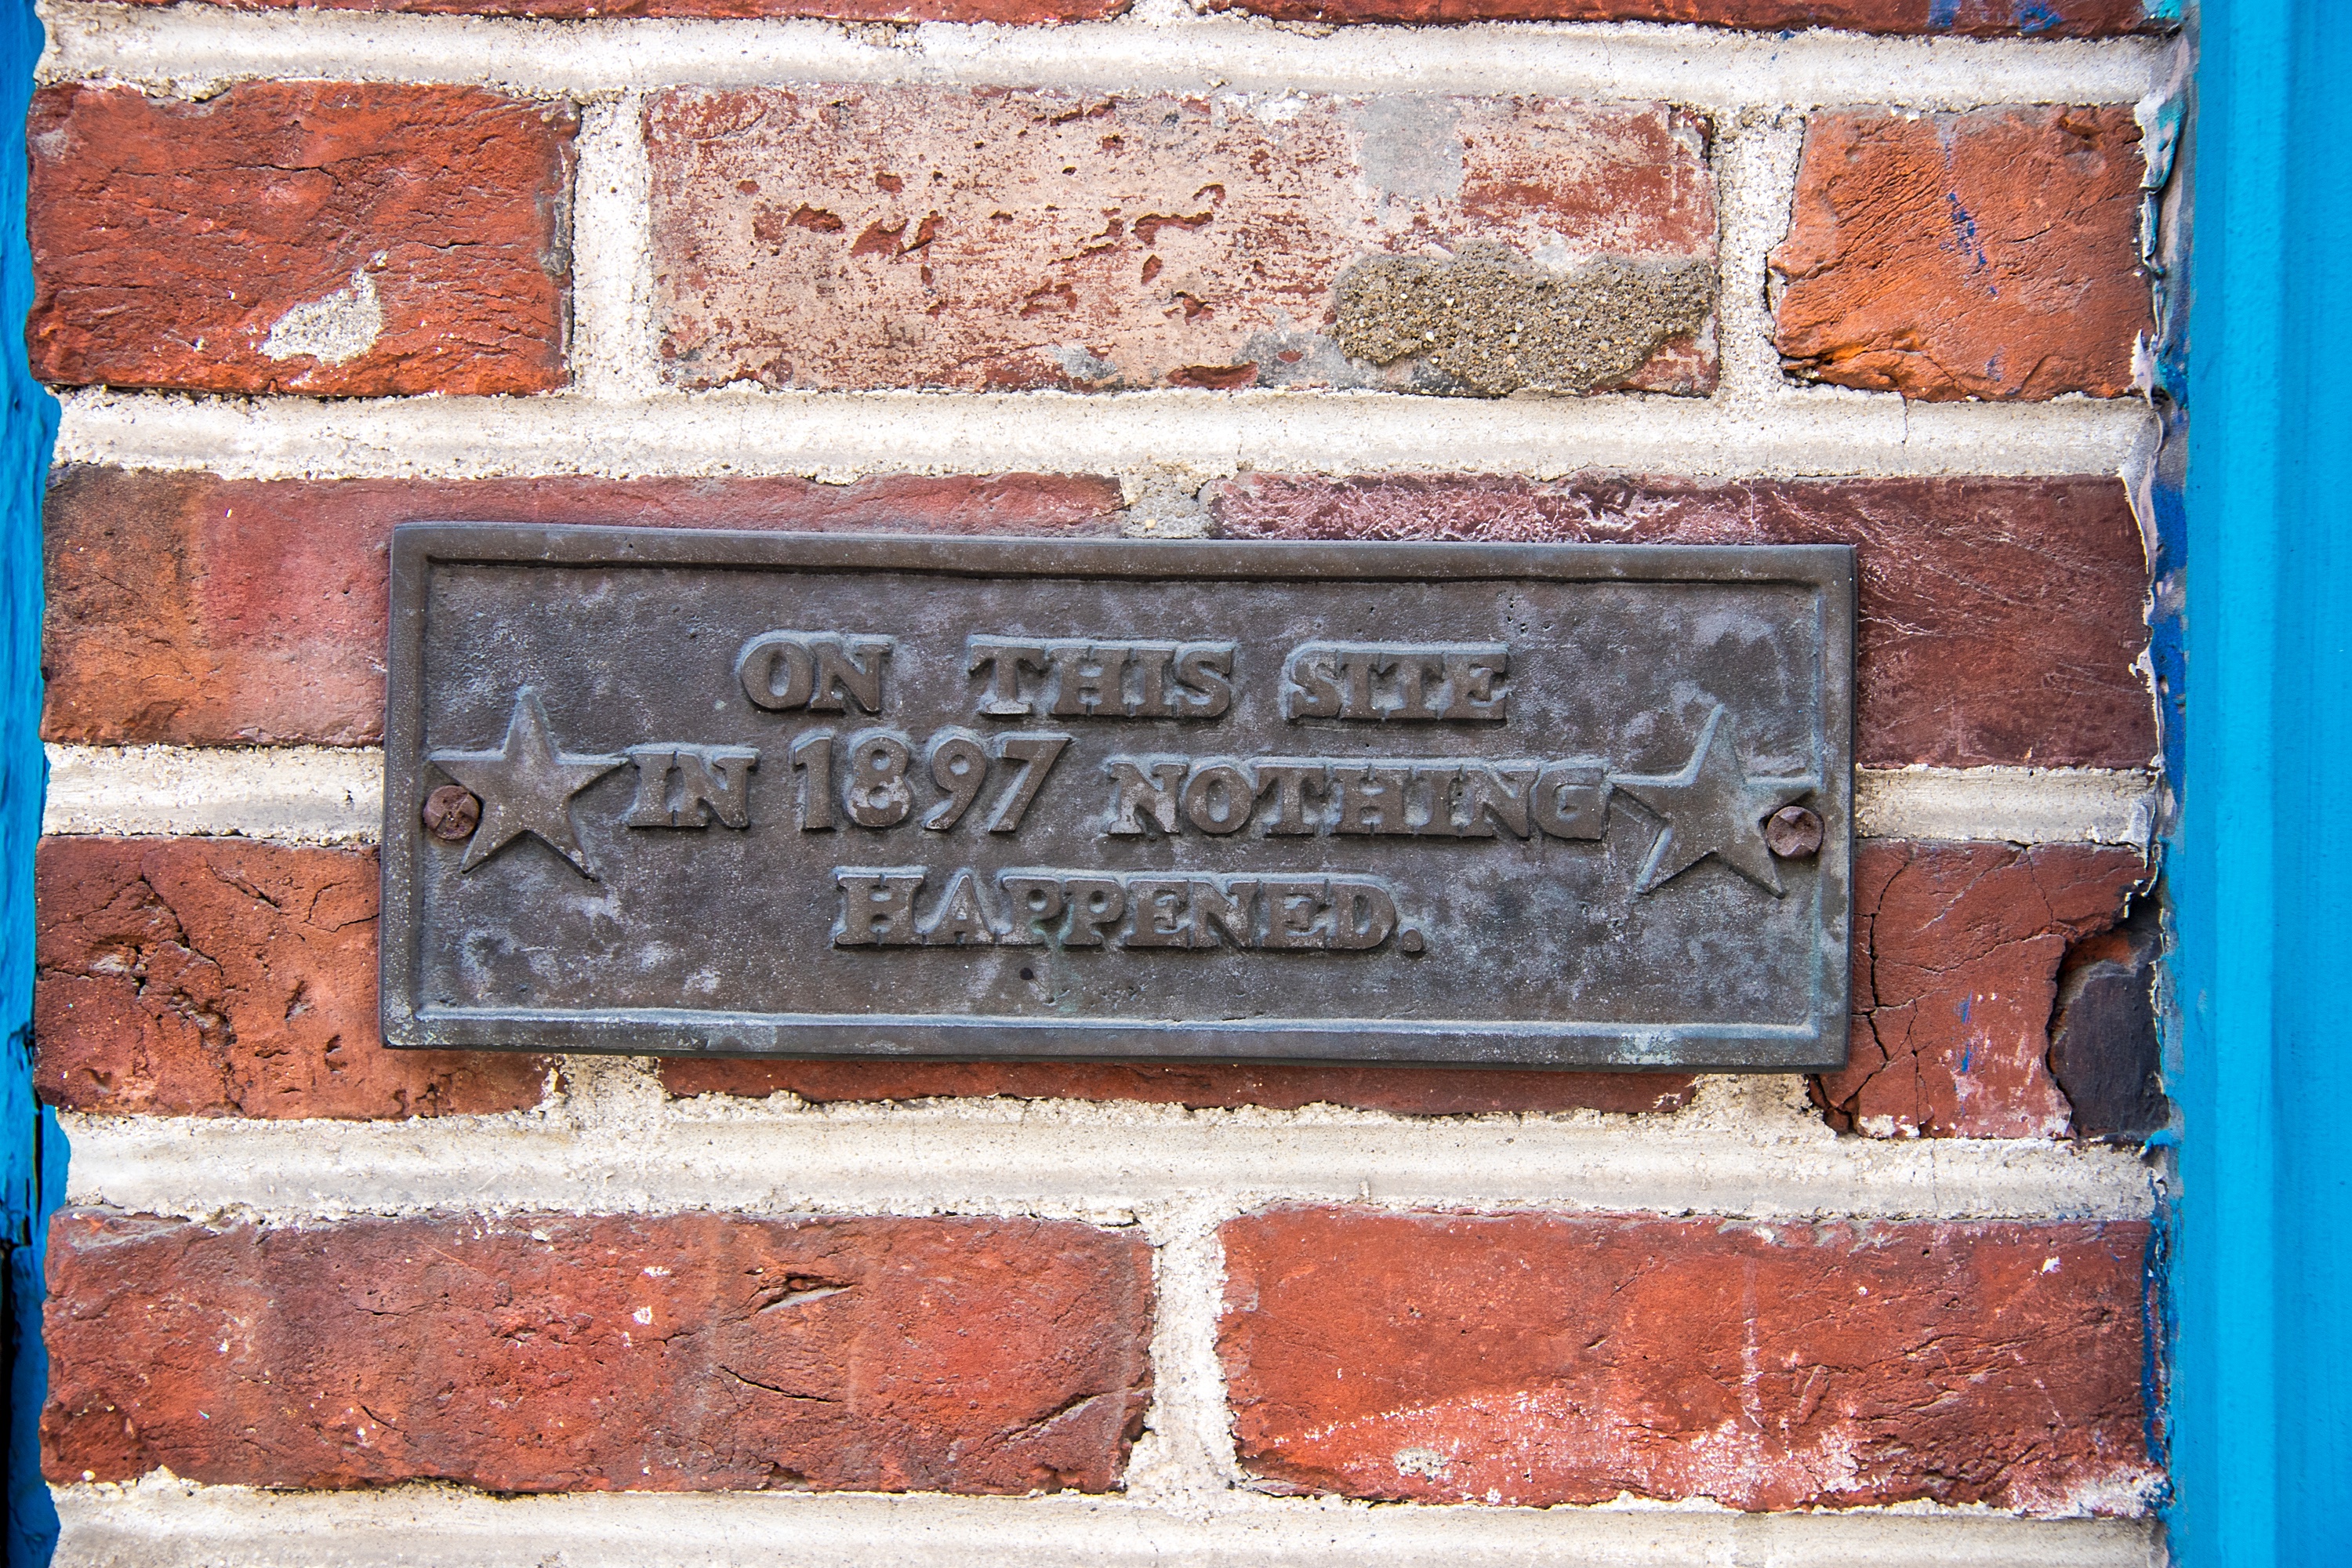 ON THIS SITE
IN 1897 NOTHING
HAPPENED.